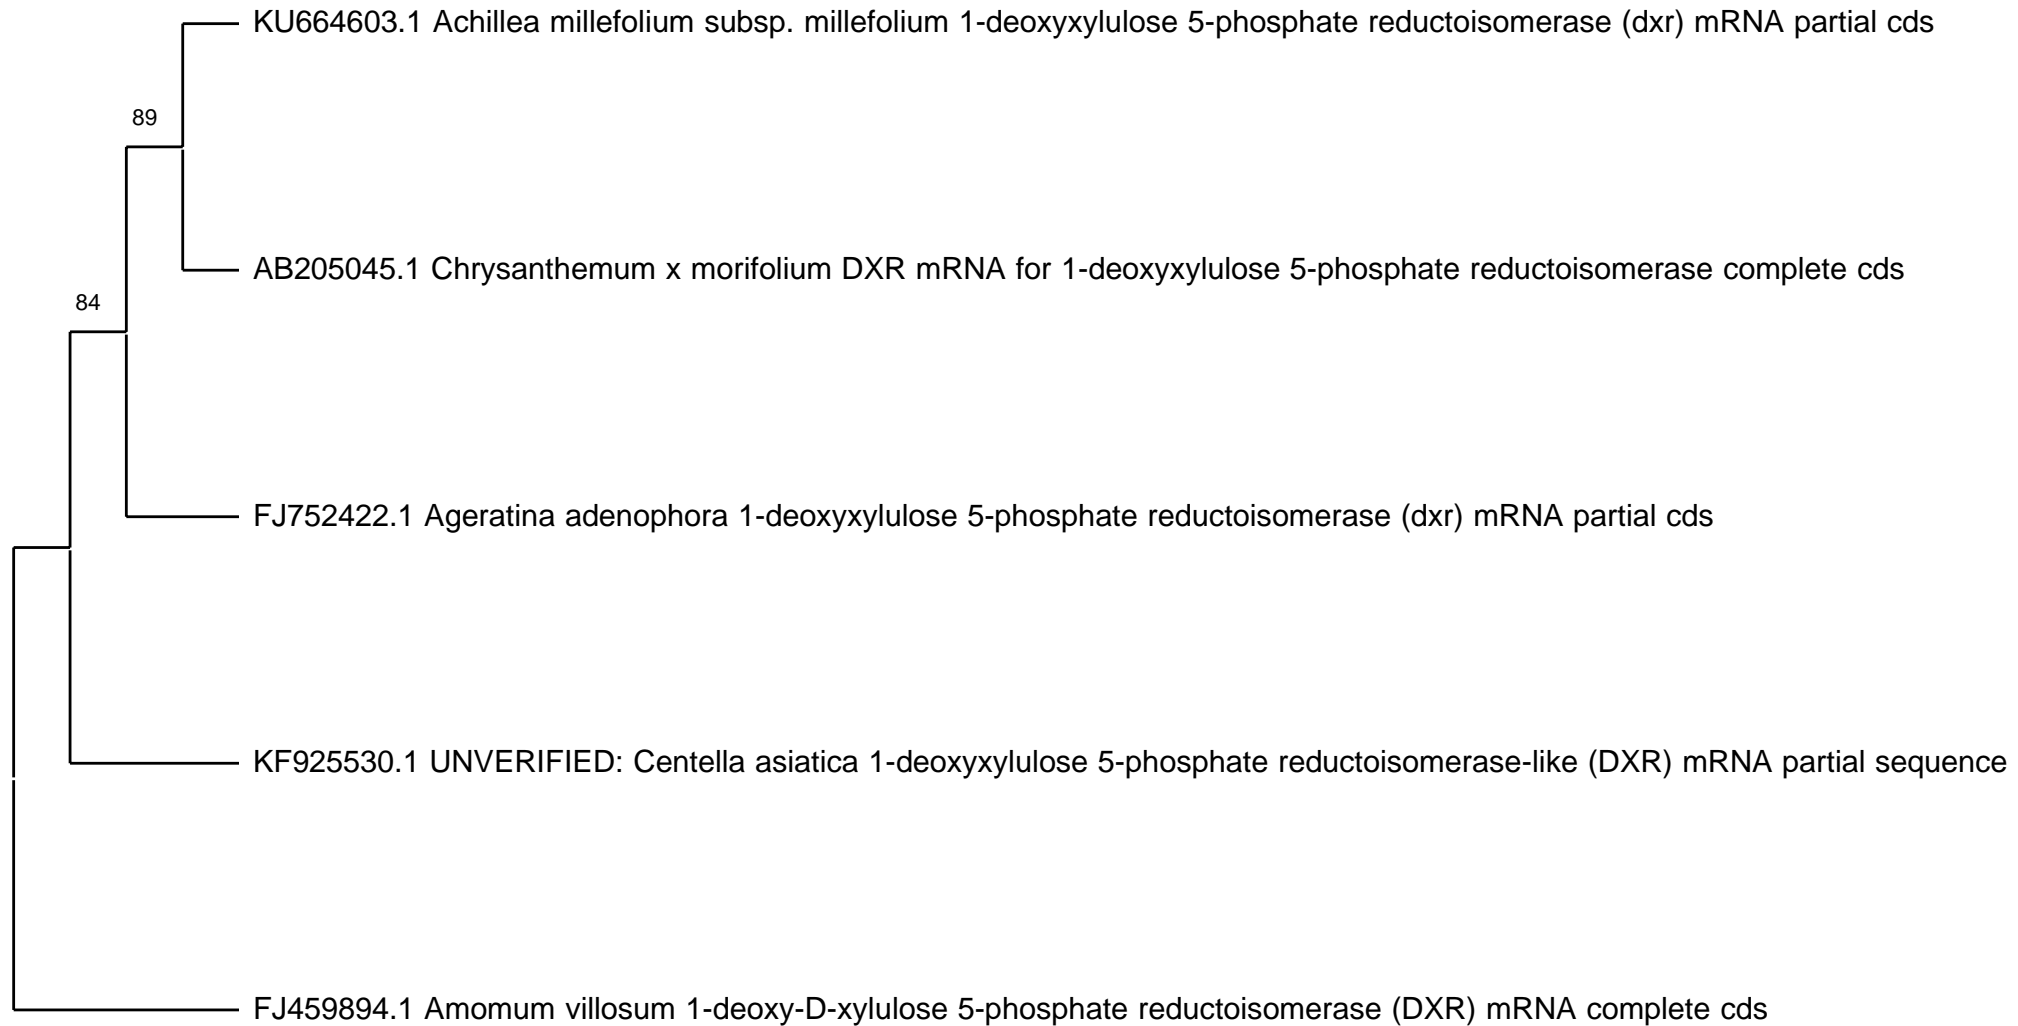 KU664603.1 Achillea millefolium subsp. millefolium 1-deoxyxylulose 5-phosphate reductoisomerase (dxr) mRNA partial cds
89
AB205045.1 Chrysanthemum x morifolium DXR mRNA for 1-deoxyxylulose 5-phosphate reductoisomerase complete cds
84
FJ752422.1 Ageratina adenophora 1-deoxyxylulose 5-phosphate reductoisomerase (dxr) mRNA partial cds
KF925530.1 UNVERIFIED: Centella asiatica 1-deoxyxylulose 5-phosphate reductoisomerase-like (DXR) mRNA partial sequence
FJ459894.1 Amomum villosum 1-deoxy-D-xylulose 5-phosphate reductoisomerase (DXR) mRNA complete cds